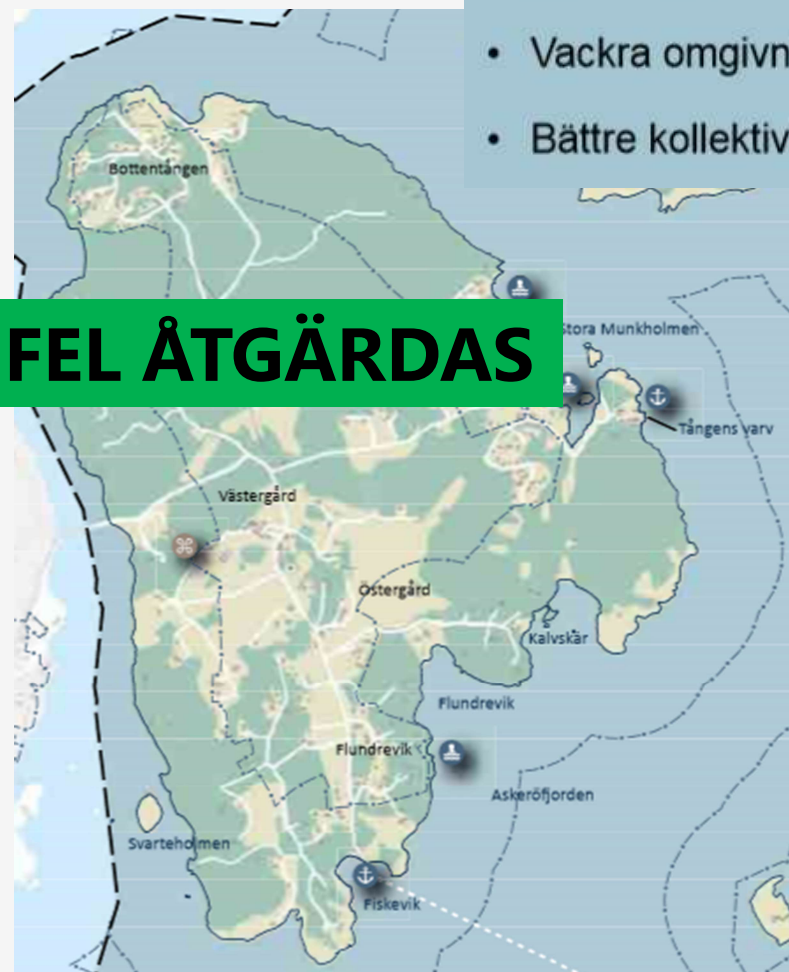 • Vackra omgivn
• Bättre kollektiv
Bottentången
Stora Munkholmen
FEL ÅTGÄRDAS
Tångens varv
Västergård
Östergård
Kalvskär
Flundrevik
Flundrevik
Askeröfjorden
Svarteholmen
Fiskevik